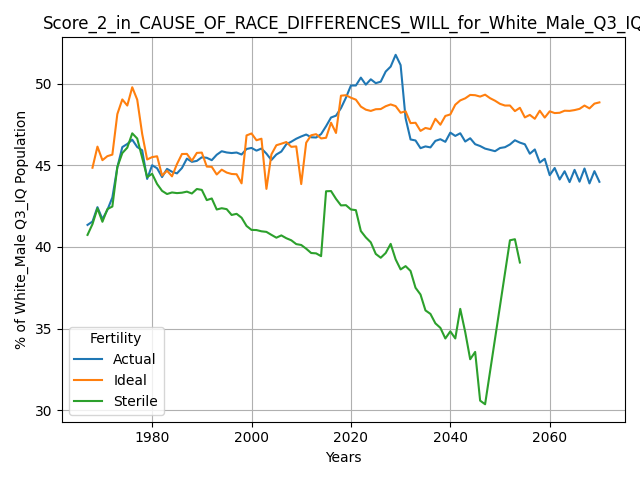 Score_2_in_CAUSE_OF_RACE_DIFFERENCES_WILL_for_White_Male_Q3_IQ
% of White_Male Q3_IQ Population
50
45
40
35
30
Fertility
Actual
Ideal
Sterile
1980 2000 2020 2040 2060
Years